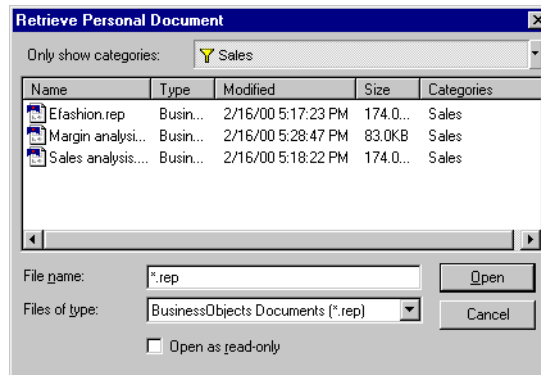 Retrieve Personal Document
Only show categories: Sales
Name Type Modified Size Categories
Efashion.rep Busin... 2/16/00 5:17:23 PM 174.0... Sales
Margin analysi... Busin... 2/16/00 5:28:47 PM 83.0KB Sales
Sales analysis.... Busin... 2/16/00 5:18:22 PM 174.0... Sales
File name: *.rep Open
Files of type: BusinessObjects Documents (*.rep) Cancel
Open as read-only